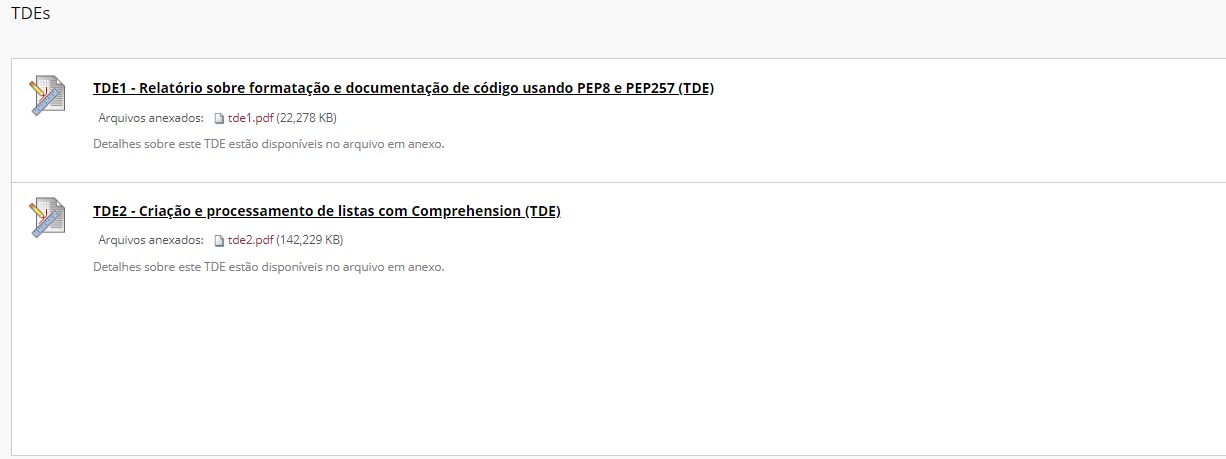 TDEs
TDE1 - Relatório sobre formatação e documentação de código usando PEP8 e PEP257 (TDE)
Arquivos anexados: tde1.pdf (22,278 KB)
Detalhes sobre este TDE estão disponíveis no arquivo em anexo.
TDE2 - Criação e processamento de listas com Comprehension (TDE)
Arquivos anexados: tde2.pdf (142,229 KB)
Detalhes sobre este TDE estão disponíveis no arquivo em anexo.